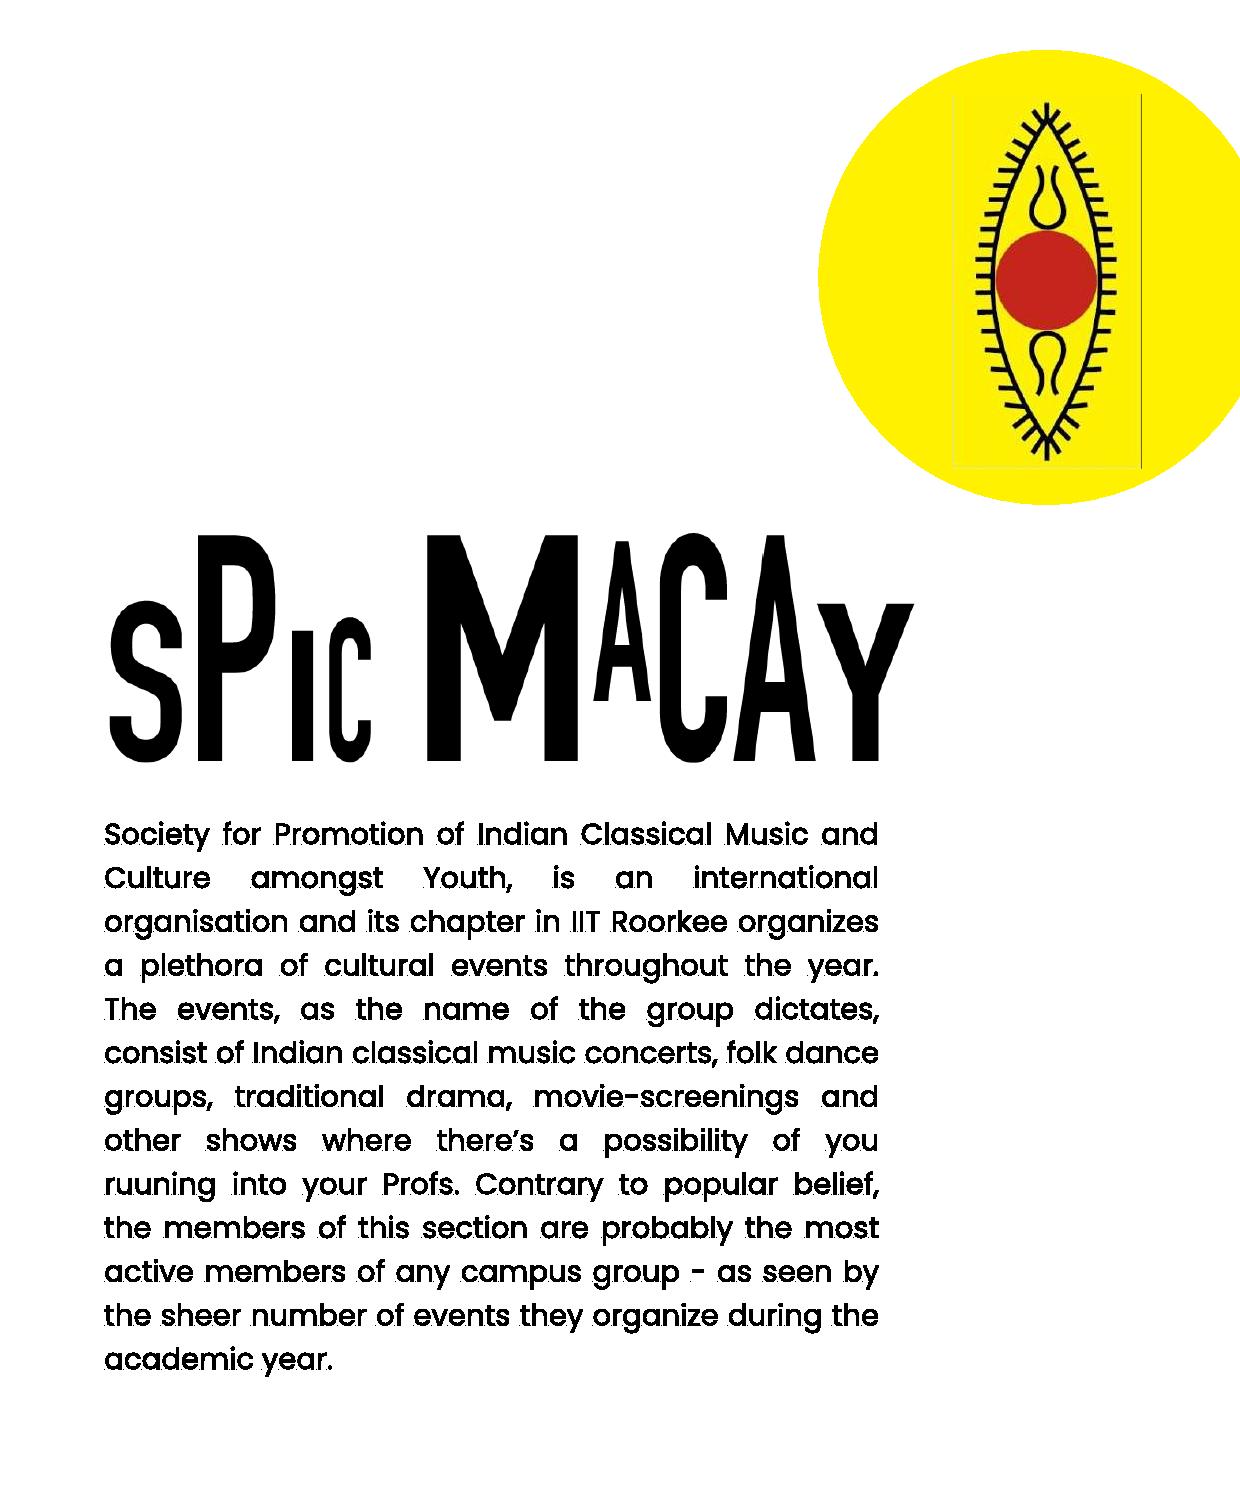 sPIC MACAY
Society for Promotion of Indian Classical Music and
Culture amongst Youth, is an international
organisation and its chapter in IIT Roorkee organizes
a plethora of cultural events throughout the year.
The events, as the name of the group dictates,
consist of Indian classical music concerts, folk dance
groups, traditional drama, movie-screenings and
other shows where there’s a possibility of you
ruuning into your Profs. Contrary to popular belief,
the members of this section are probably the most
active members of any campus group - as seen by
the sheer number of events they organize during the
academic year.